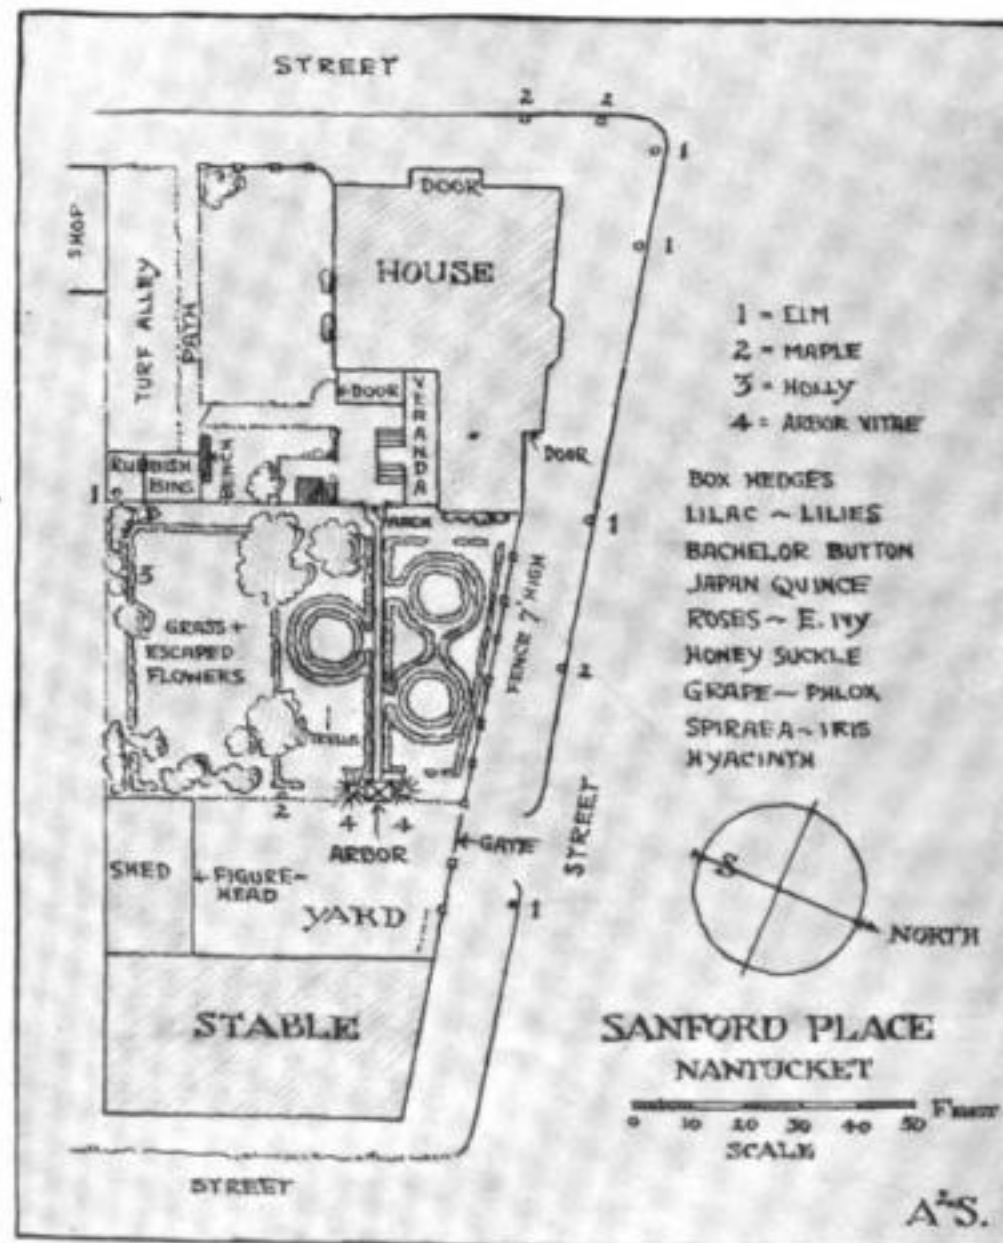 STREET
2
2
1
1
DOOR
HOUSE
SHOP
TURF ALLEY
PATH
DOOR
VERANDA
DOOR
BENCH
RUBBISH
BINS
1
1
1 = ELM
2 = MAPLE
3 = HOLLY
4 = ARBOR VITAE
BOX HEDGES
LILAC ~ LILIES
BACHELOR BUTTON
JAPAN QUINCE
ROSES ~ E. IVY
HONEY SUCKLE
GRAPE ~ PHLOX
SPIRAEA ~ IRIS
HYACINTH
ARCH
3
1
GRASS +
ESCAPED
FLOWERS
FENCE 7' HIGH
2
TRELLIS
2
4
4
ARBOR
GATE
STREET
SHED
FIGURE-
HEAD
YARD
1
NORTH
STABLE
SANFORD PLACE
NANTUCKET
0 10 20 30 40 50 FEET
SCALE
STREET
A²S.